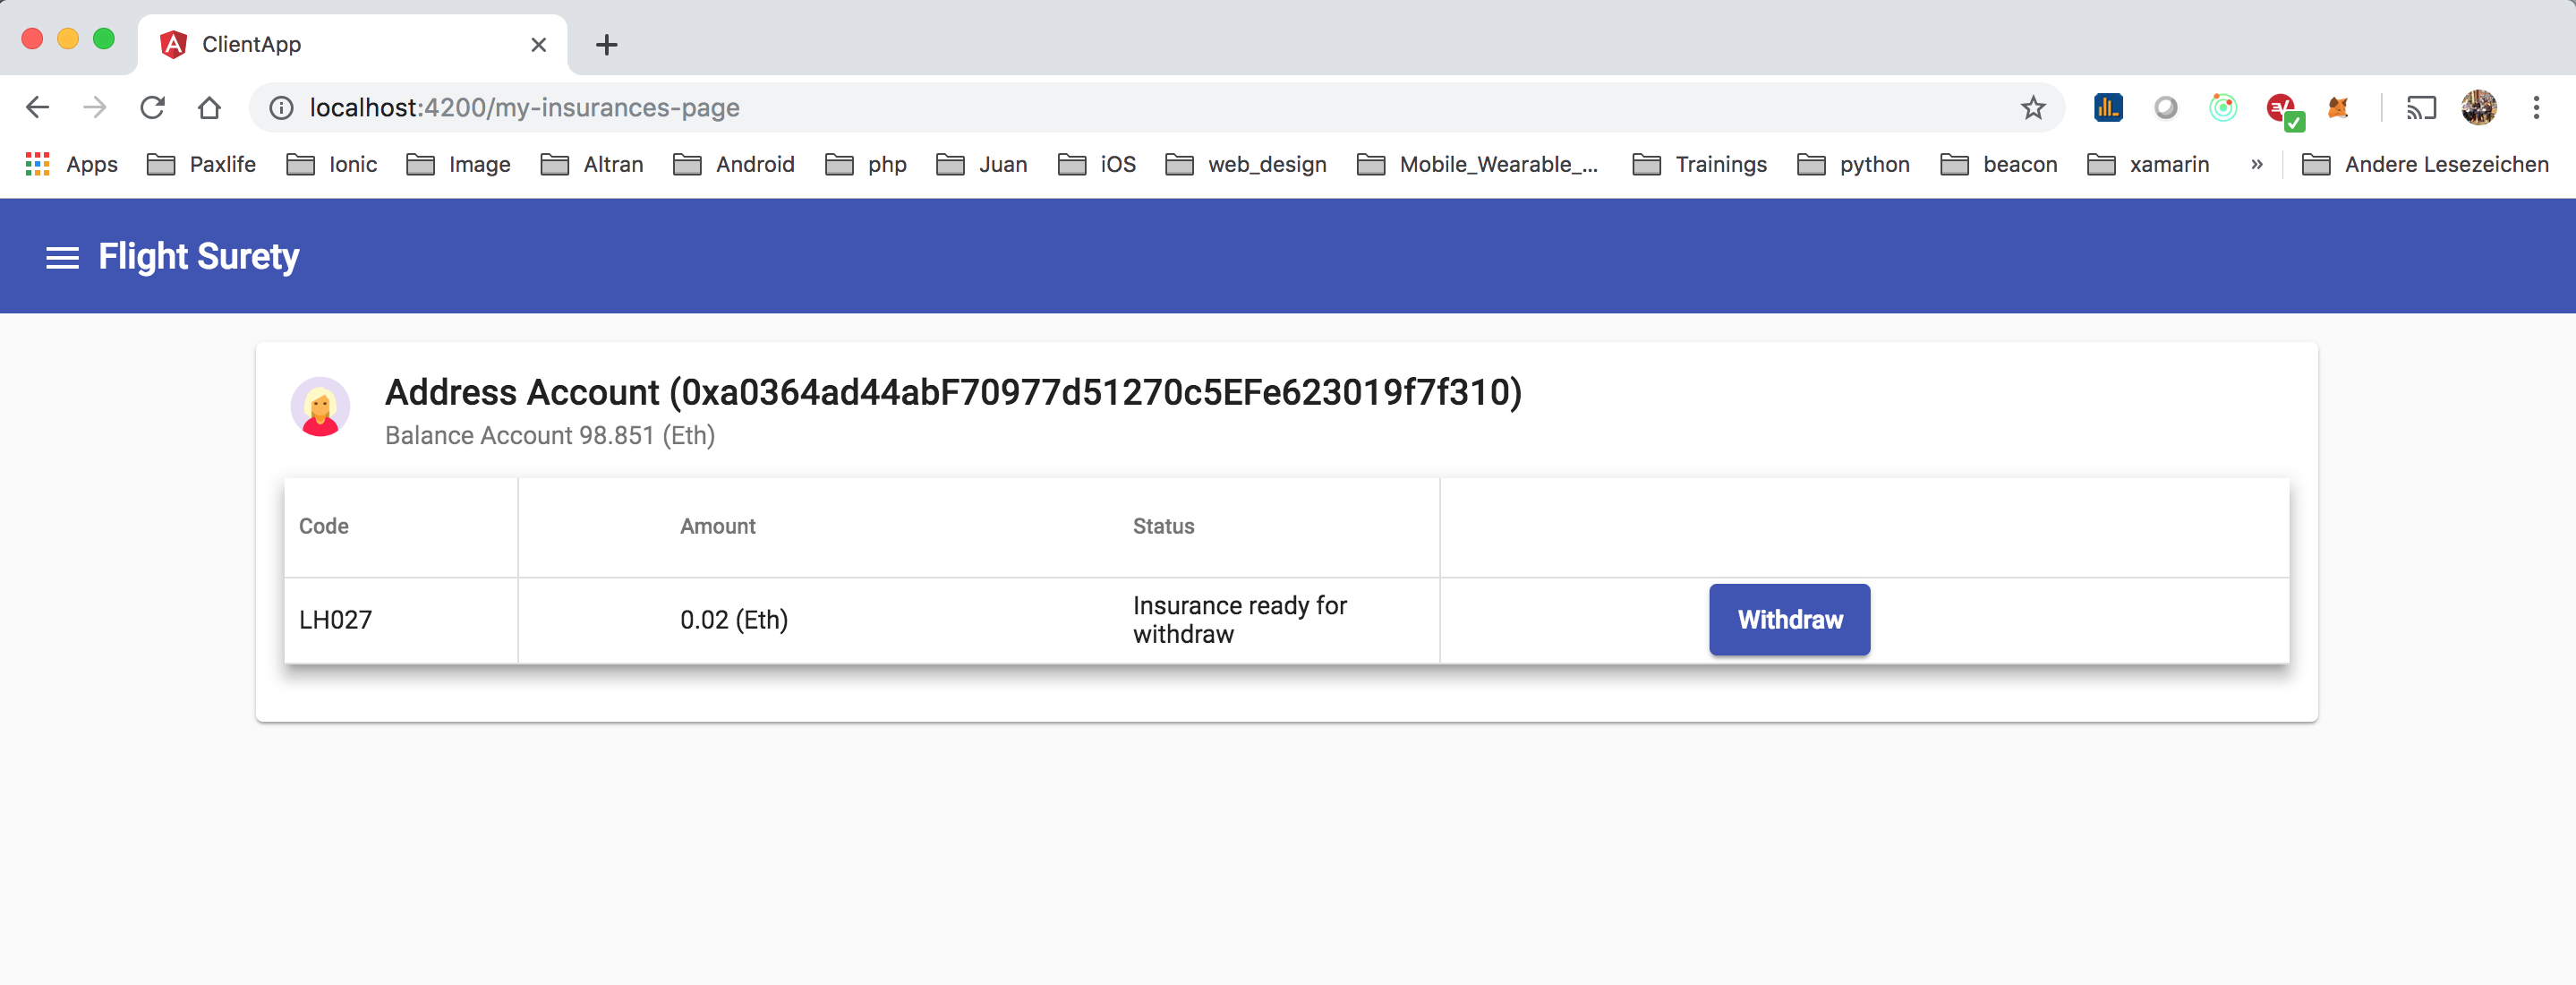 ClientApp
localhost:4200/my-insurances-page
Apps Paxlife Ionic Image Altran Android php Juan iOS web_design Mobile_Wearable_... Trainings python beacon xamarin » Andere Lesezeichen
Flight Surety
Address Account (0xa0364ad44abF70977d51270c5EFe623019f7f310)
Balance Account 98.851 (Eth)
Code Amount Status
LH027 0.02 (Eth) Insurance ready for
withdraw
Withdraw